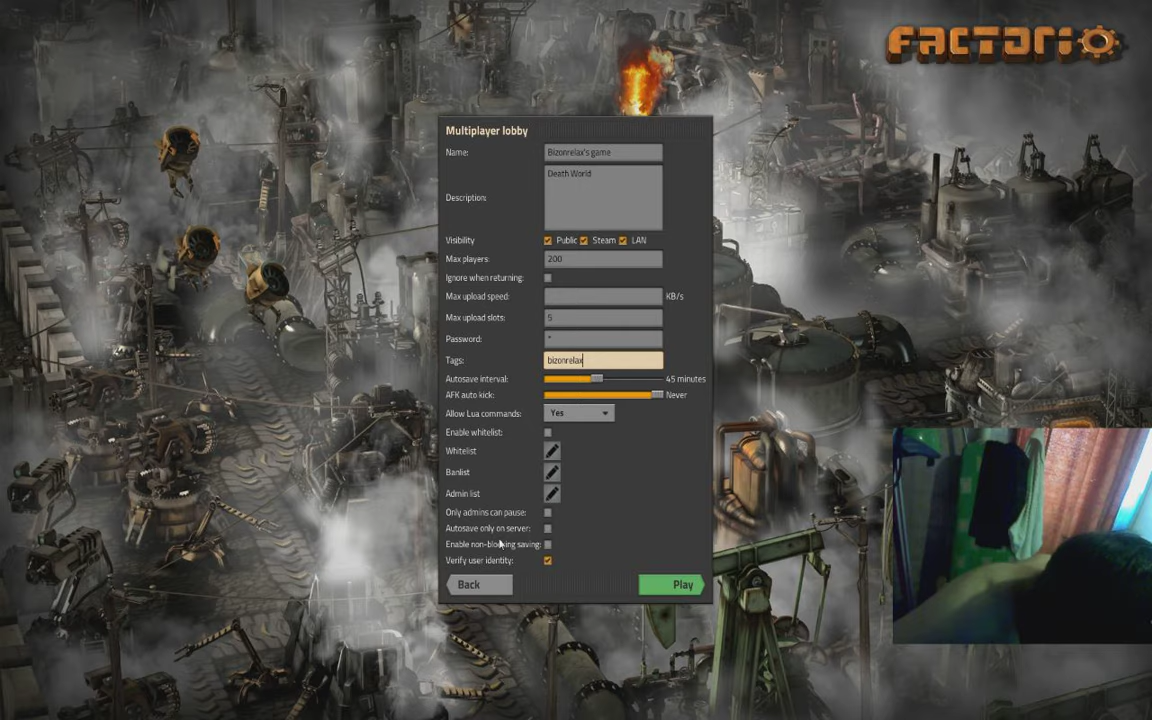 FACTORIO
Multiplayer lobby
Name: Bizonrelax's game
Description: Death World
Visibility Public Steam LAN
Max players: 200
Ignore when returning:
Max upload speed: KB/s
Max upload slots: 5
Password: *
Tags: bizonrelax
Autosave interval: 45 minutes
AFK auto kick: Never
Allow Lua commands: Yes
Enable whitelist:
Whitelist
Banlist
Admin list
Only admins can pause:
Autosave only on server:
Enable non-blocking saving:
Verify user identity:
Back Play